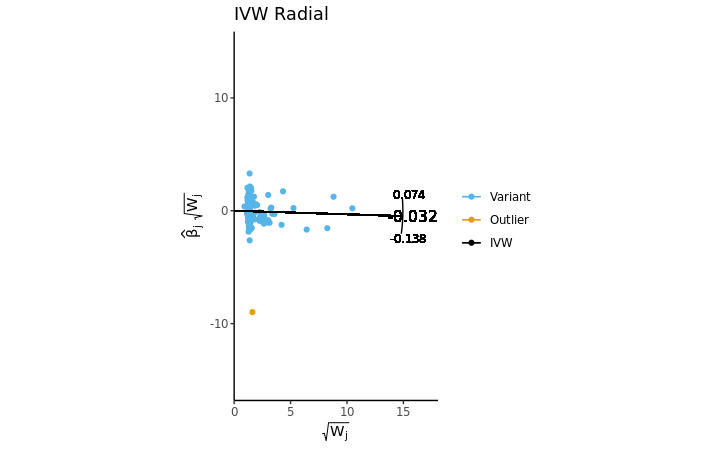 IVW Radial
10
0
-10
β̂j √Wj
0.074
-0.032
-0.138
Variant
Outlier
IVW
0
5
10
15
√Wj